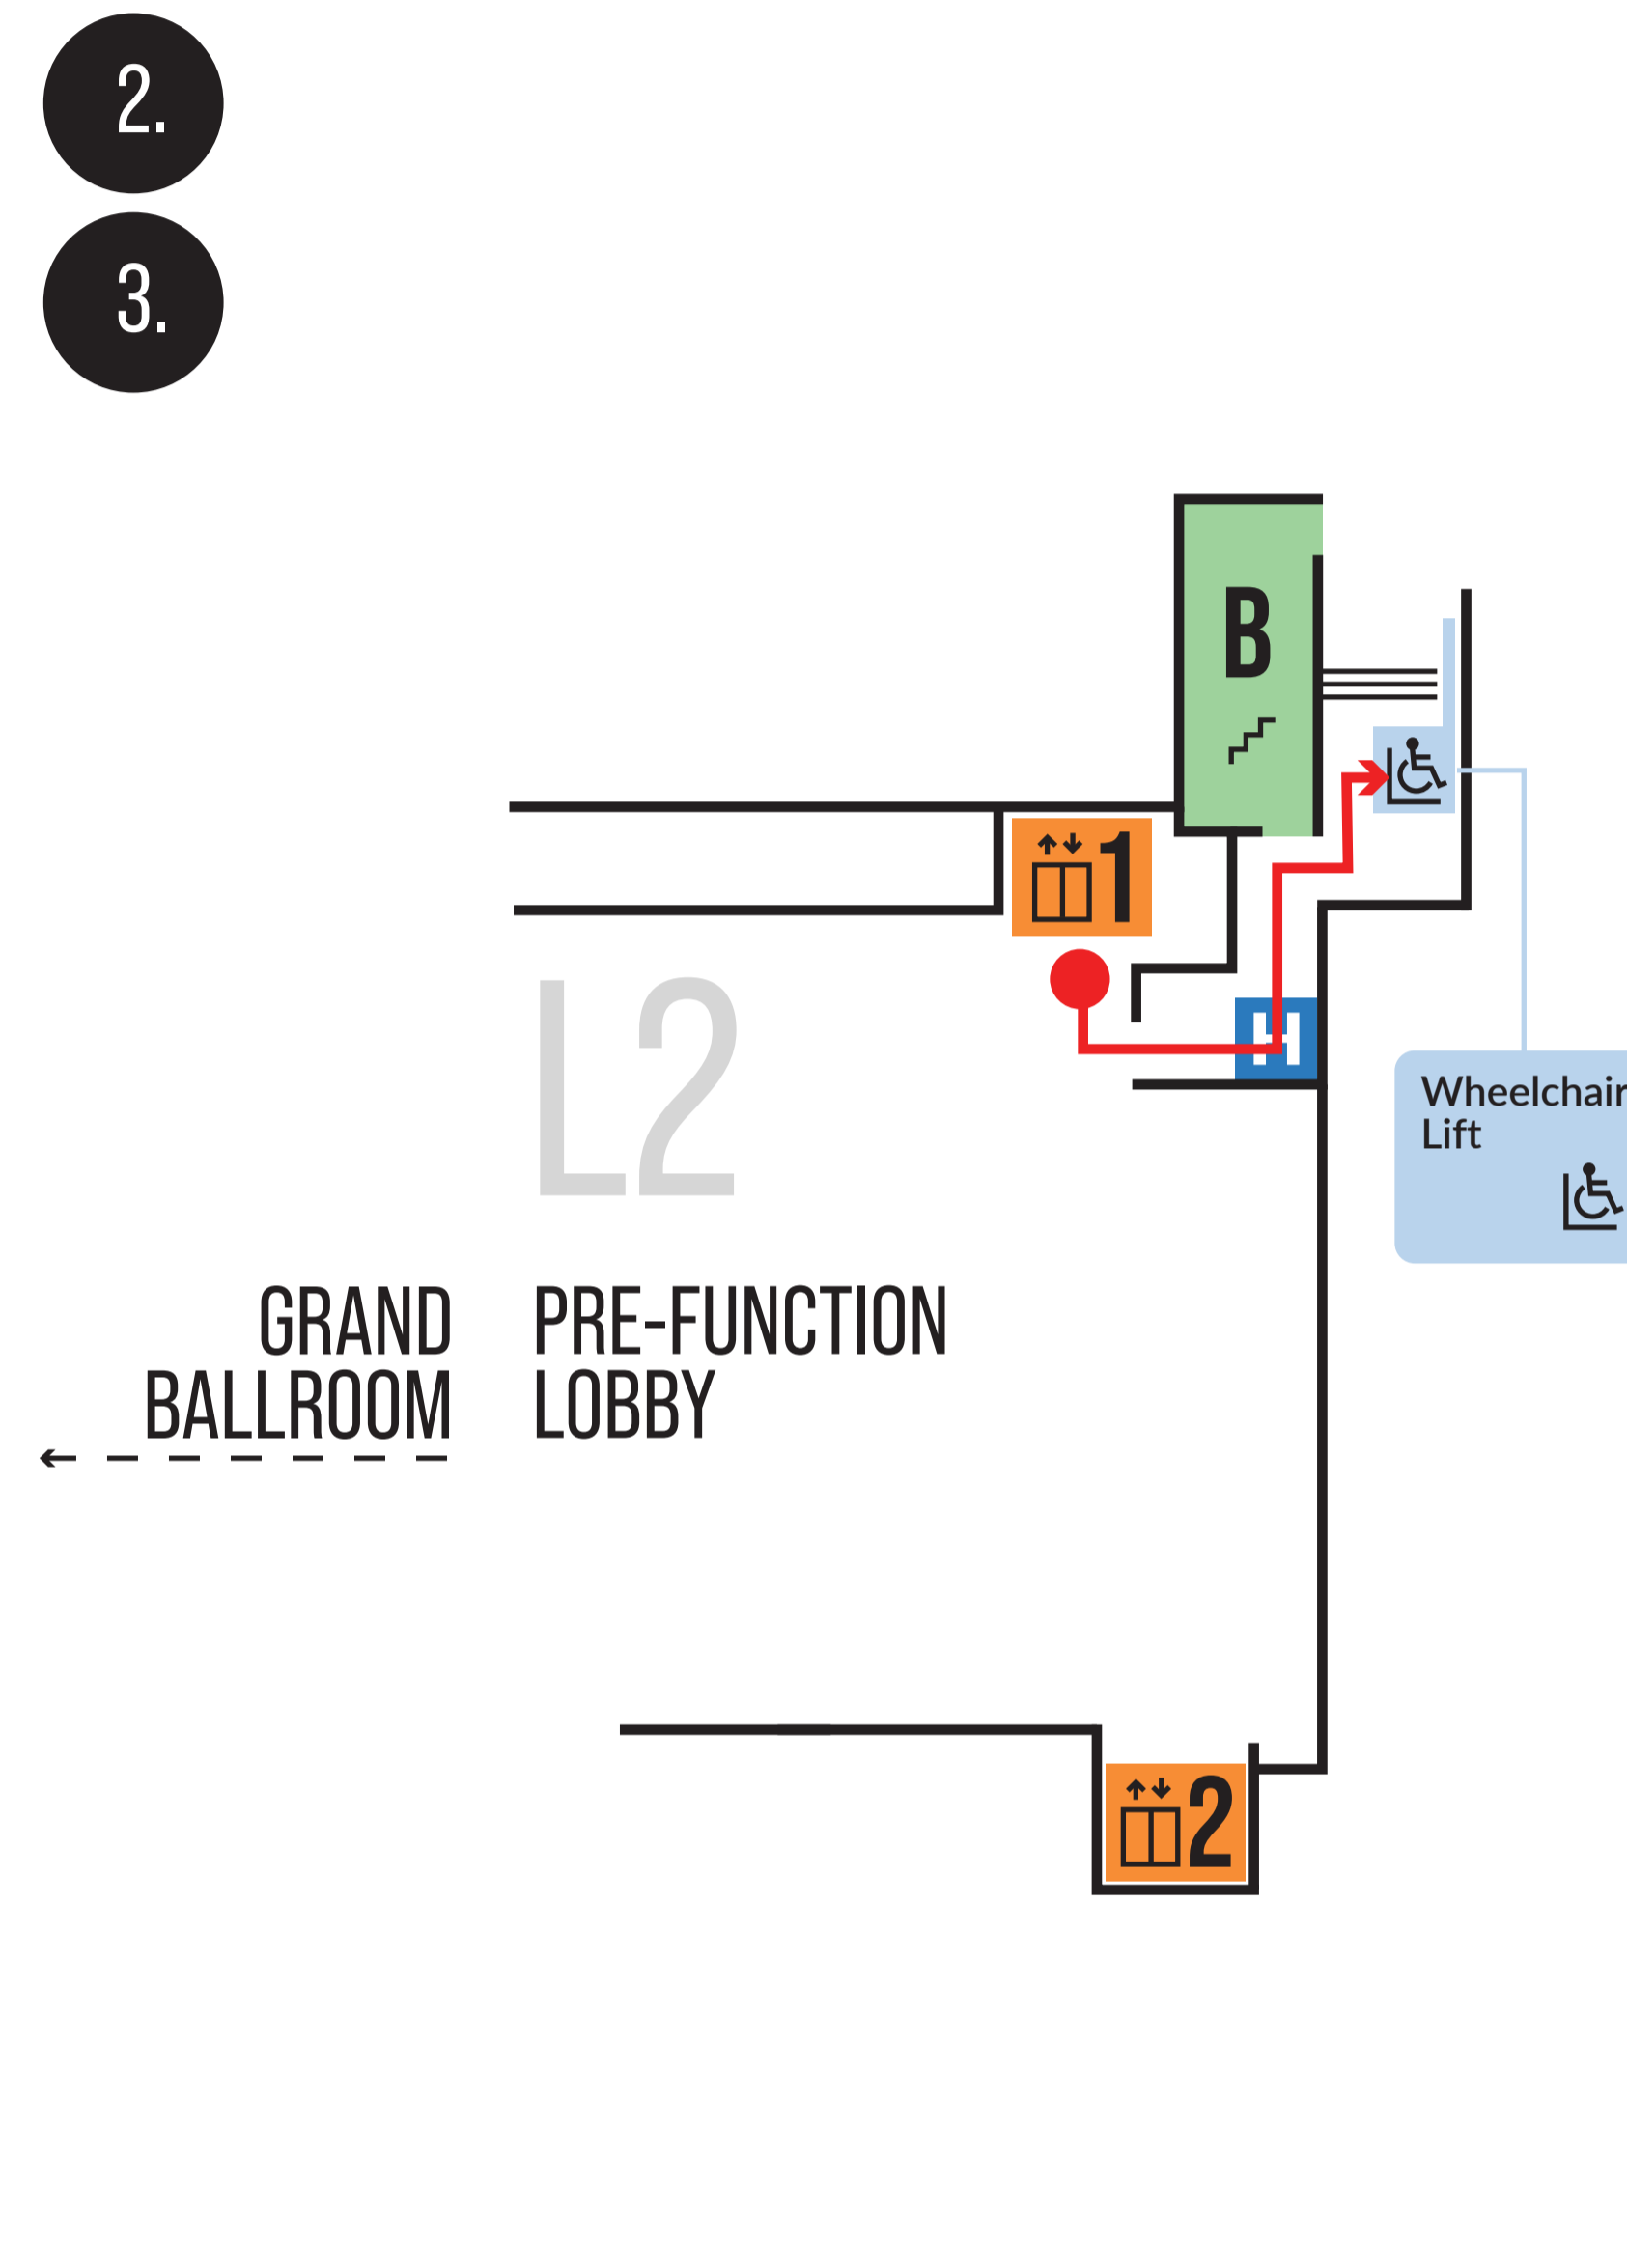 2.
3.
B
1
L2
Wheelchair
Lift
GRAND
BALLROOM
PRE-FUNCTION
LOBBY
2